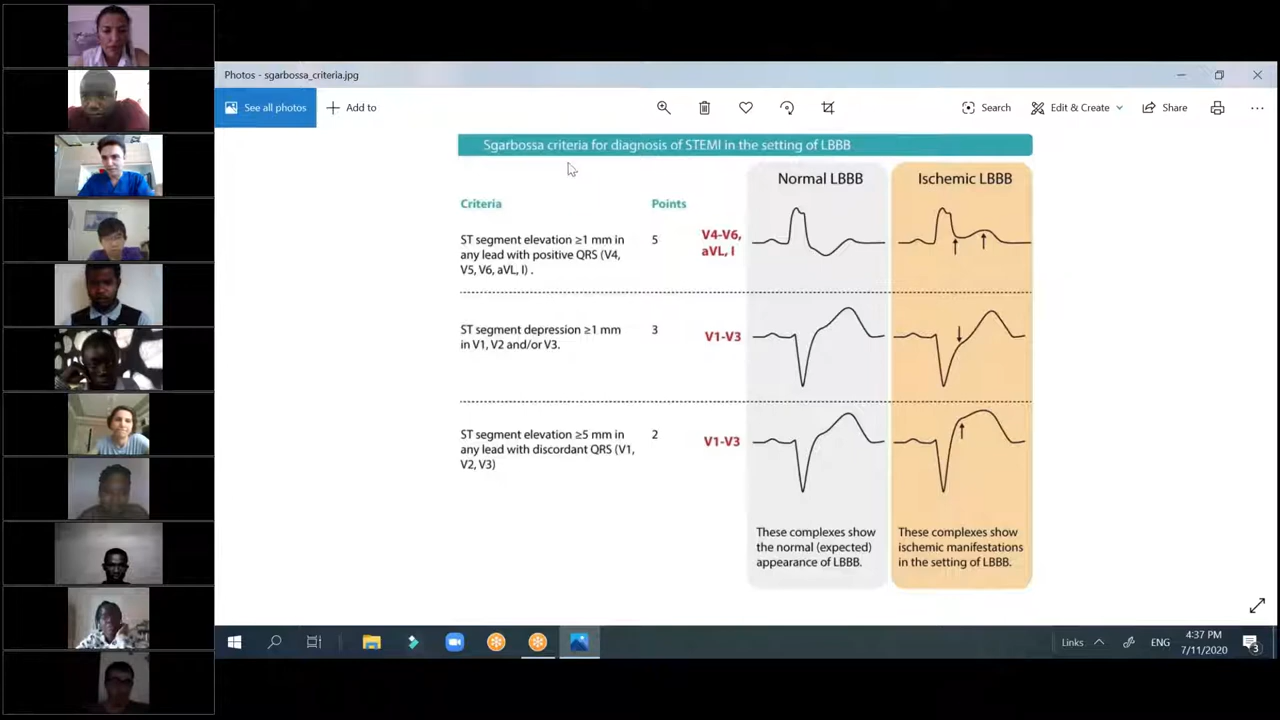 Photos - sgarbossa_criteria.jpg
See all photos
Add to
Search
Edit & Create
Share
Sgarbossa criteria for diagnosis of STEMI in the setting of LBBB
Criteria
Points
Normal LBBB
Ischemic LBBB
ST segment elevation ≥1 mm in
any lead with positive QRS (V4,
V5, V6, aVL, I) .
5
V4-V6,
aVL, I
ST segment depression ≥1 mm
in V1, V2 and/or V3.
3
V1-V3
ST segment elevation ≥5 mm in
any lead with discordant QRS (V1,
V2, V3)
2
V1-V3
These complexes show
the normal (expected)
appearance of LBBB.
These complexes show
ischemic manifestations
in the setting of LBBB.
Links
ENG
4:37 PM
7/11/2020
3